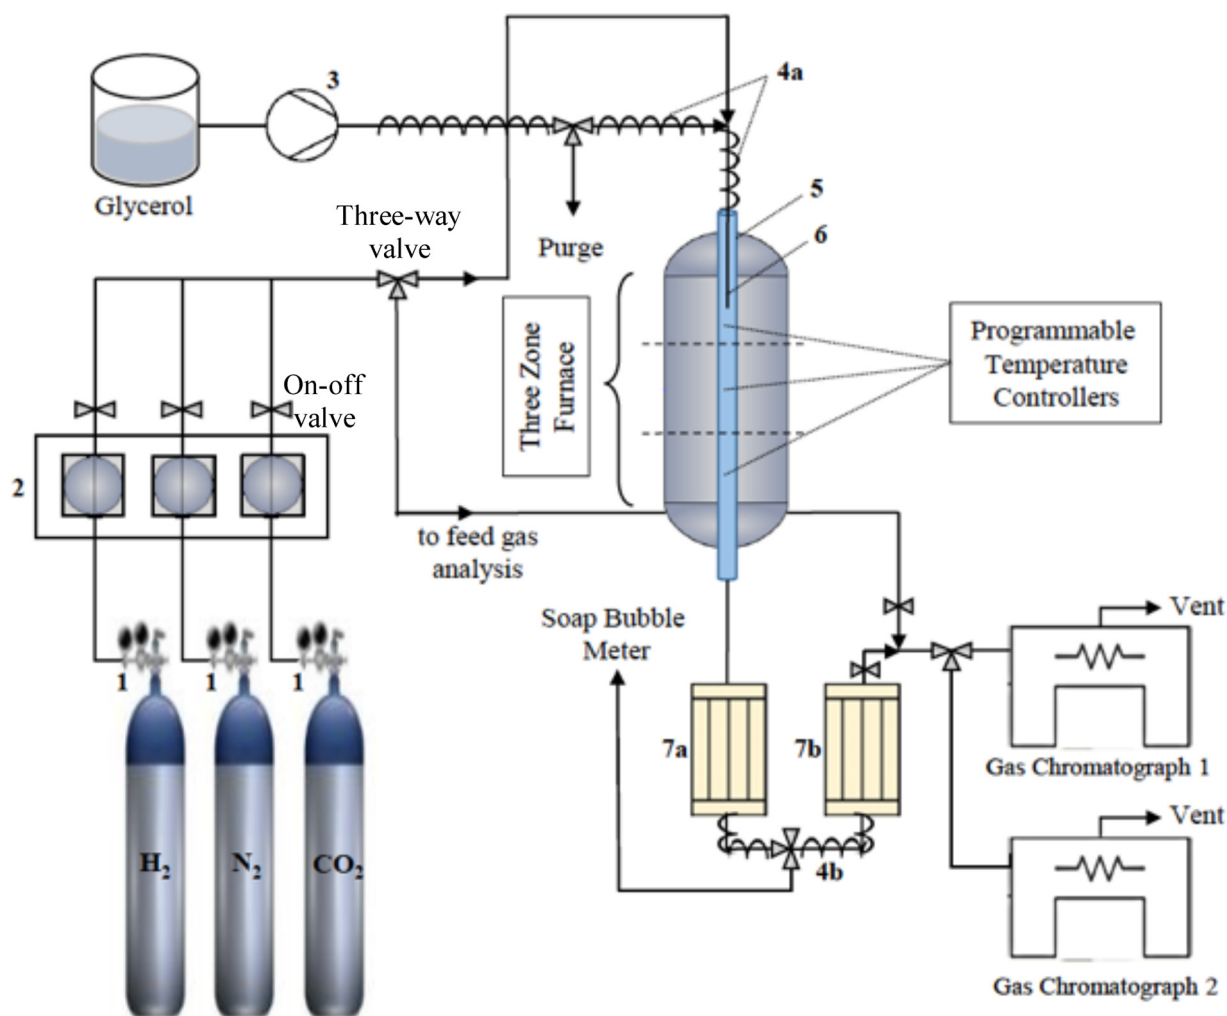 3
4a
Glycerol
Three-way
valve
Purge
5
6
Three Zone
Furnace
Programmable
Temperature
Controllers
On-off
valve
2
to feed gas
analysis
Soap Bubble
Meter
Vent
1
1
1
7a
7b
Gas Chromatograph 1
Vent
H₂
N₂
CO₂
4b
Gas Chromatograph 2